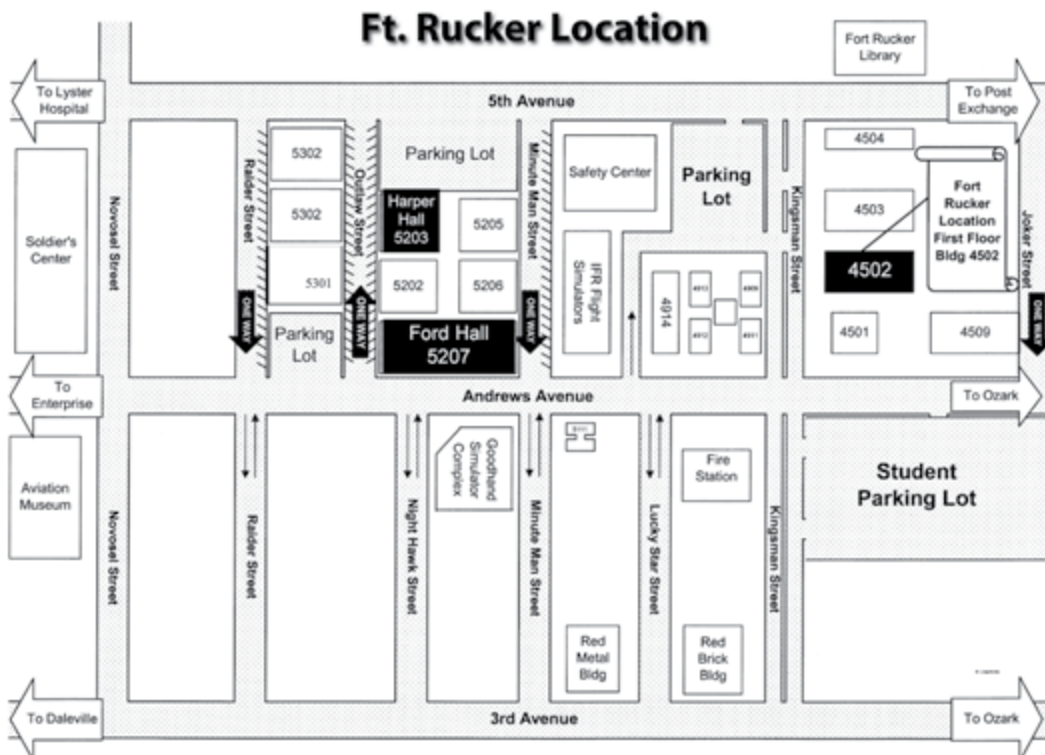 Ft. Rucker Location
Fort Rucker
Library
To Lyster
Hospital
5th Avenue
To Post
Exchange
Soldier's
Center
Novosel Street
Raider Street
ONE WAY
5302
5302
5301
Parking
Lot
Outlaw Street
ONE WAY
Parking Lot
Harper
Hall
5203
5205
5202
5206
Ford Hall
5207
Minute Man Street
ONE WAY
Safety Center
IFR Flight
Simulators
Parking
Lot
4914
4913
4909
4912
4911
Kingsman Street
4504
4503
4502
4501
4509
Fort
Rucker
Location
First Floor
Bldg 4502
Joker Street
ONE WAY
To
Enterprise
Andrews Avenue
To Ozark
Aviation
Museum
Novosel Street
Raider Street
Night Hawk Street
Goodhand
Simulator
Complex
Minute Man Street
Lucky Star Street
Fire
Station
Kingsman Street
Student
Parking Lot
Red
Metal
Bldg
Red
Brick
Bldg
To Daleville
3rd Avenue
To Ozark